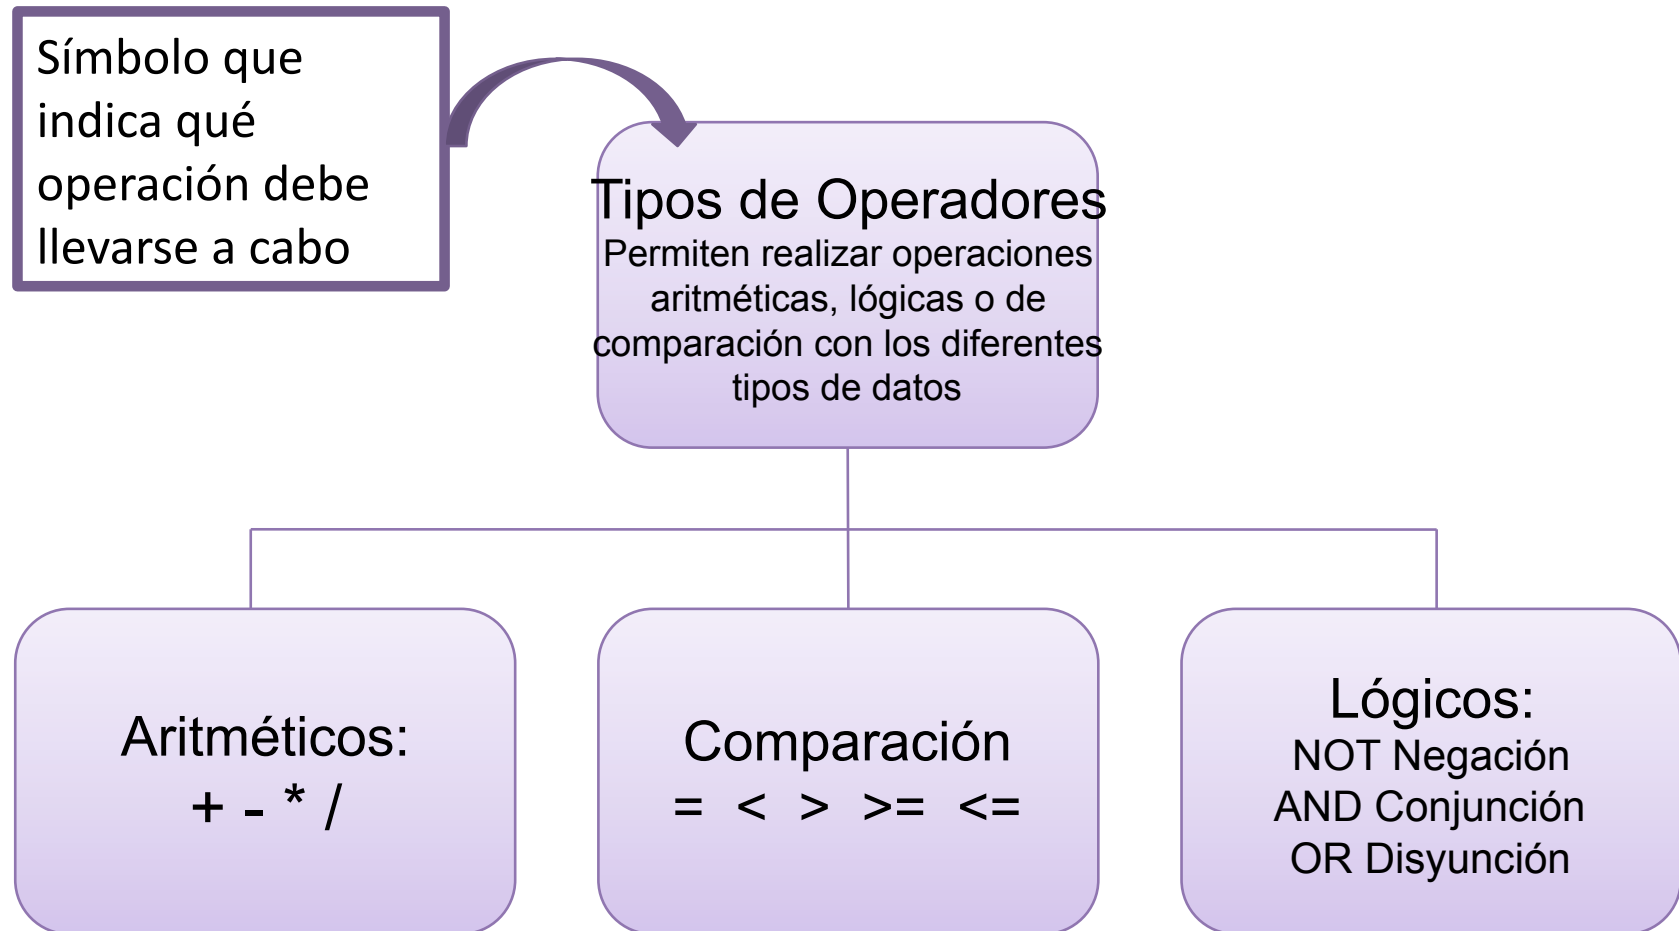 Símbolo que
indica qué
operación debe
llevarse a cabo
Tipos de Operadores
Permiten realizar operaciones
aritméticas, lógicas o de
comparación con los diferentes
tipos de datos
Aritméticos:
+ - * /
Comparación
= < > >= <=
Lógicos:
NOT Negación
AND Conjunción
OR Disyunción